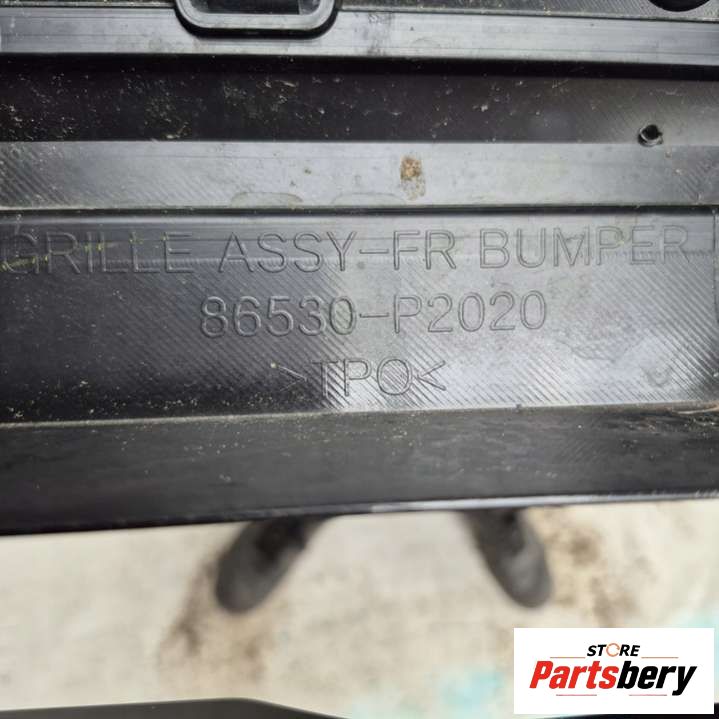 GRILLE ASSY-FR BUMPER
86530-P2020
>TPO<
STORE
Partsbery